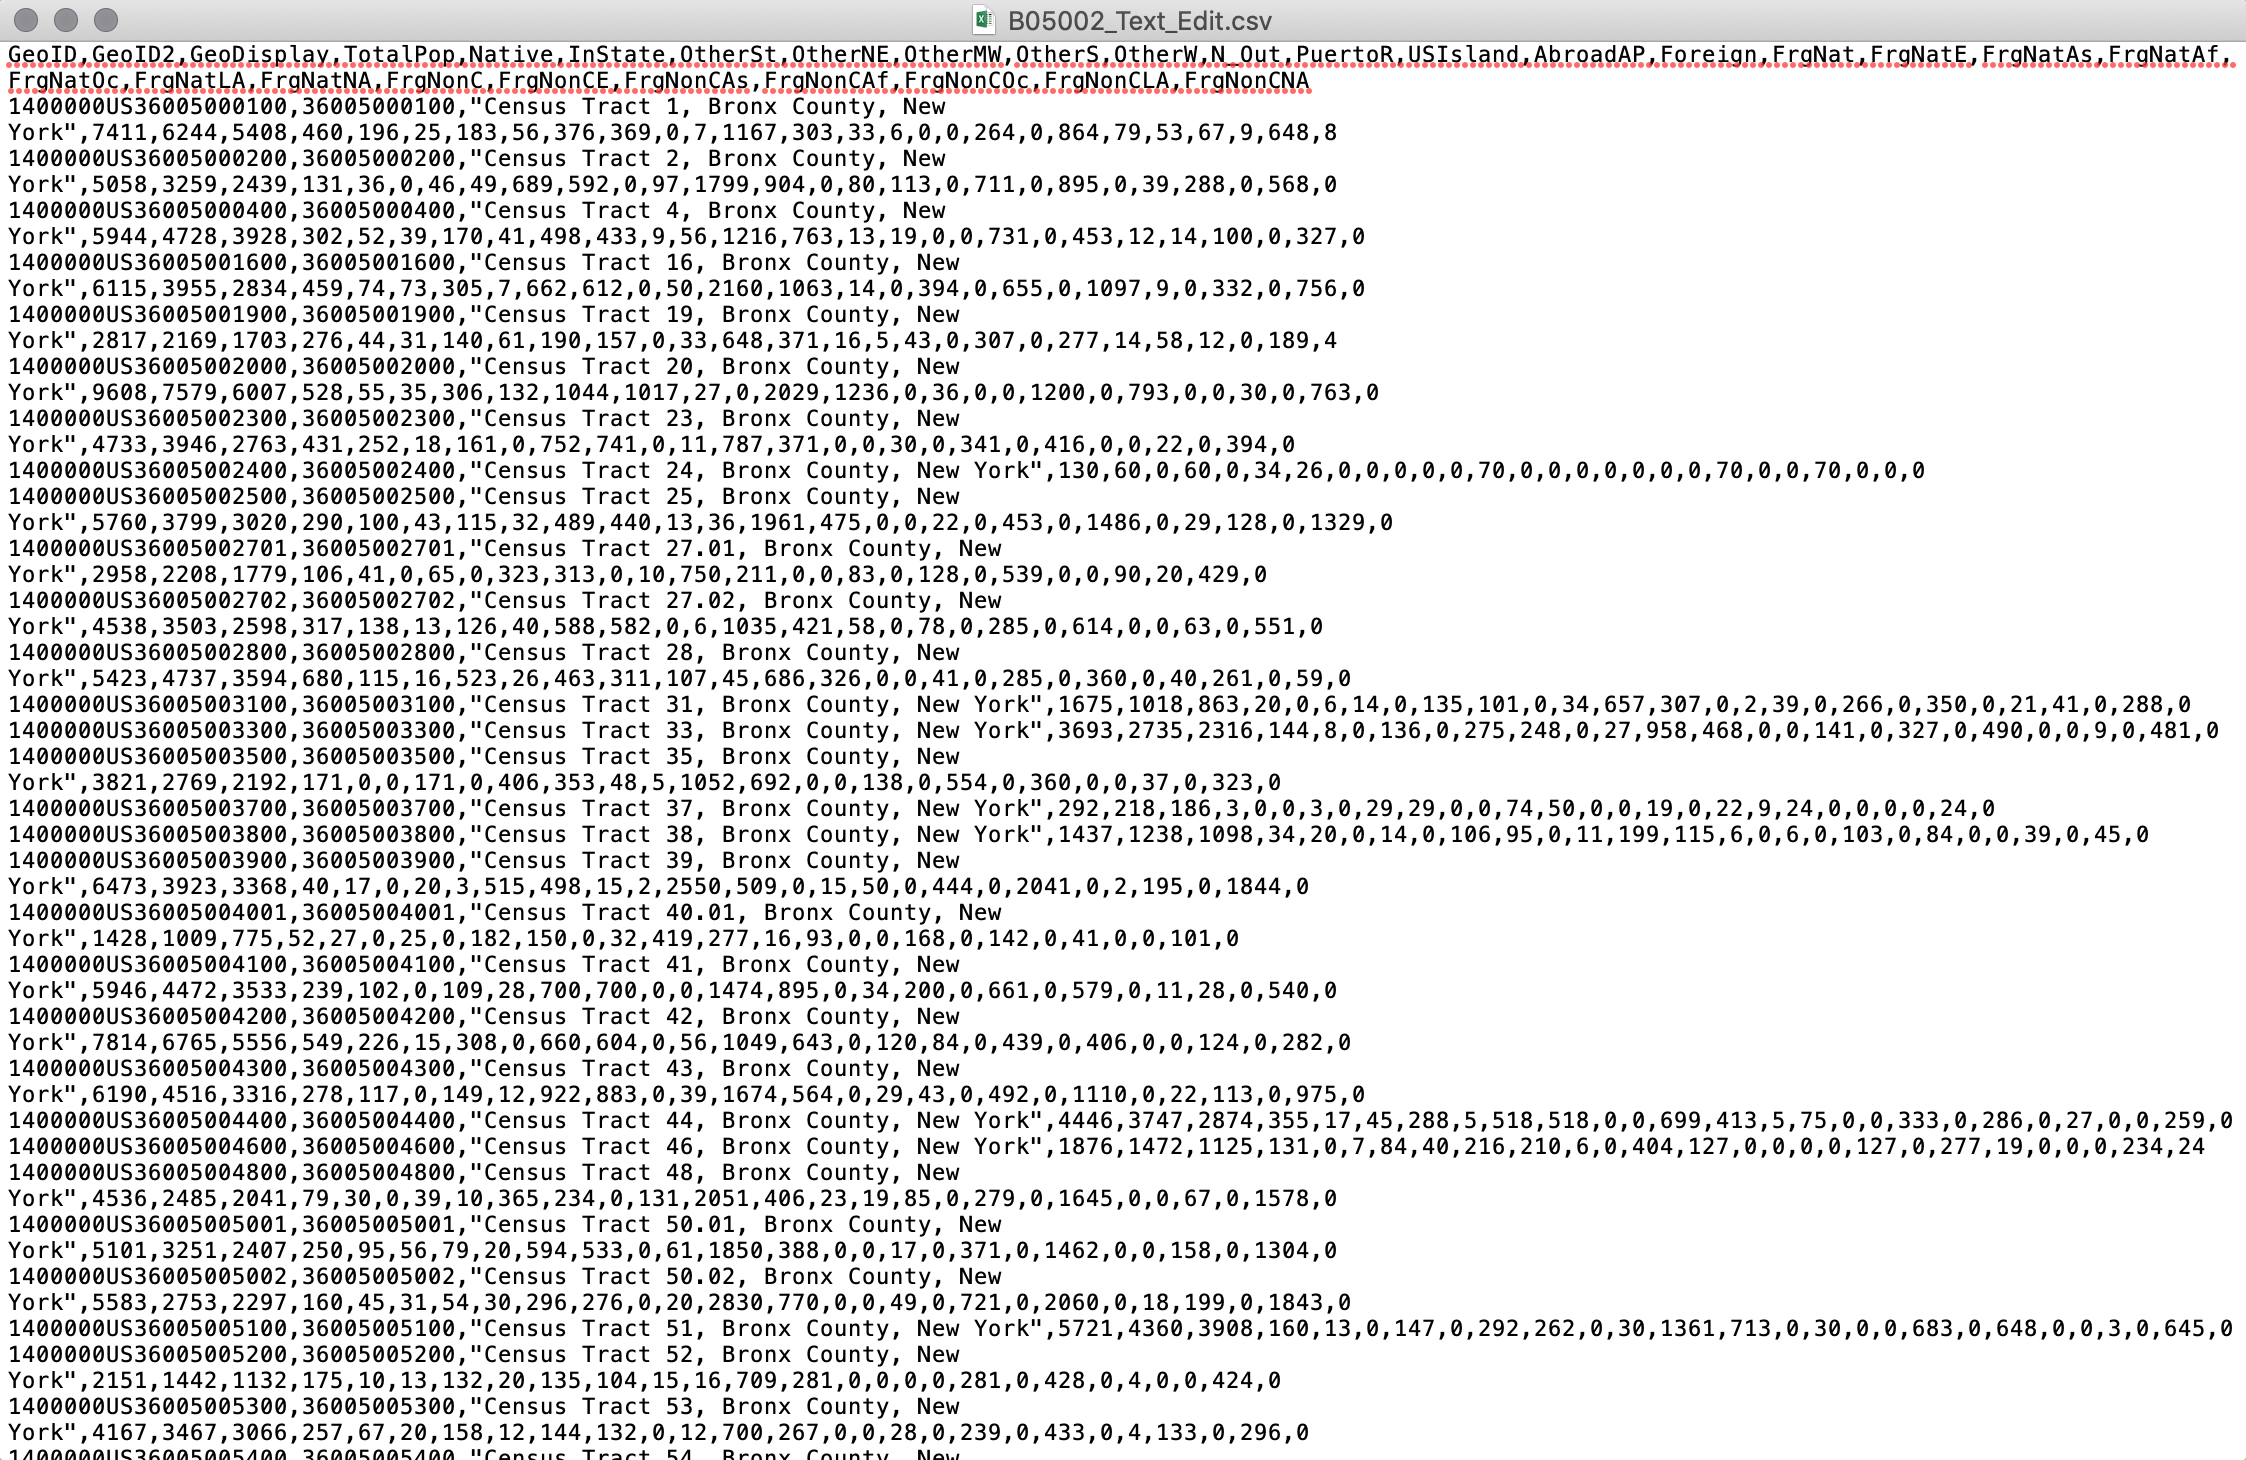 B05002_Text_Edit.csv
GeoID,GeoID2,GeoDisplay,TotalPop,Native,InState,OtherSt,OtherNE,OtherMW,OtherS,OtherW,N_Out,PuertoR,USIsland,AbroadAP,Foreign,FrgNat,FrgNatE,FrgNatAs,FrgNatAf,
FrgNatOc,FrgNatLA,FrgNatNA,FrgNonC,FrgNonCE,FrgNonCAs,FrgNonCAf,FrgNonCOc,FrgNonCLA,FrgNonCNA
1400000US36005000100,36005000100,"Census Tract 1, Bronx County, New
York",7411,6244,5408,460,196,25,183,56,376,369,0,7,1167,303,33,6,0,0,264,0,864,79,53,67,9,648,8
1400000US36005000200,36005000200,"Census Tract 2, Bronx County, New
York",5058,3259,2439,131,36,0,46,49,689,592,0,97,1799,904,0,80,113,0,711,0,895,0,39,288,0,568,0
1400000US36005000400,36005000400,"Census Tract 4, Bronx County, New
York",5944,4728,3928,302,52,39,170,41,498,433,9,56,1216,763,13,19,0,0,731,0,453,12,14,100,0,327,0
1400000US36005001600,36005001600,"Census Tract 16, Bronx County, New
York",6115,3955,2834,459,74,73,305,7,662,612,0,50,2160,1063,14,0,394,0,655,0,1097,9,0,332,0,756,0
1400000US36005001900,36005001900,"Census Tract 19, Bronx County, New
York",2817,2169,1703,276,44,31,140,61,190,157,0,33,648,371,16,5,43,0,307,0,277,14,58,12,0,189,4
1400000US36005002000,36005002000,"Census Tract 20, Bronx County, New
York",9608,7579,6007,528,55,35,306,132,1044,1017,27,0,2029,1236,0,36,0,0,1200,0,793,0,0,30,0,763,0
1400000US36005002300,36005002300,"Census Tract 23, Bronx County, New
York",4733,3946,2763,431,252,18,161,0,752,741,0,11,787,371,0,0,30,0,341,0,416,0,0,22,0,394,0
1400000US36005002400,36005002400,"Census Tract 24, Bronx County, New York",130,60,0,60,0,34,26,0,0,0,0,0,70,0,0,0,0,0,0,0,70,0,0,70,0,0,0
1400000US36005002500,36005002500,"Census Tract 25, Bronx County, New
York",5760,3799,3020,290,100,43,115,32,489,440,13,36,1961,475,0,0,22,0,453,0,1486,0,29,128,0,1329,0
1400000US36005002701,36005002701,"Census Tract 27.01, Bronx County, New
York",2958,2208,1779,106,41,0,65,0,323,313,0,10,750,211,0,0,83,0,128,0,539,0,0,90,20,429,0
1400000US36005002702,36005002702,"Census Tract 27.02, Bronx County, New
York",4538,3503,2598,317,138,13,126,40,588,582,0,6,1035,421,58,0,78,0,285,0,614,0,0,63,0,551,0
1400000US36005002800,36005002800,"Census Tract 28, Bronx County, New
York",5423,4737,3594,680,115,16,523,26,463,311,107,45,686,326,0,0,41,0,285,0,360,0,40,261,0,59,0
1400000US36005003100,36005003100,"Census Tract 31, Bronx County, New York",1675,1018,863,20,0,6,14,0,135,101,0,34,657,307,0,2,39,0,266,0,350,0,21,41,0,288,0
1400000US36005003300,36005003300,"Census Tract 33, Bronx County, New York",3693,2735,2316,144,8,0,136,0,275,248,0,27,958,468,0,0,141,0,327,0,490,0,0,9,0,481,0
1400000US36005003500,36005003500,"Census Tract 35, Bronx County, New
York",3821,2769,2192,171,0,0,171,0,406,353,48,5,1052,692,0,0,138,0,554,0,360,0,0,37,0,323,0
1400000US36005003700,36005003700,"Census Tract 37, Bronx County, New York",292,218,186,3,0,0,3,0,29,29,0,0,74,50,0,0,19,0,22,9,24,0,0,0,0,24,0
1400000US36005003800,36005003800,"Census Tract 38, Bronx County, New York",1437,1238,1098,34,20,0,14,0,106,95,0,11,199,115,6,0,6,0,103,0,84,0,0,39,0,45,0
1400000US36005003900,36005003900,"Census Tract 39, Bronx County, New
York",6473,3923,3368,40,17,0,20,3,515,498,15,2,2550,509,0,15,50,0,444,0,2041,0,2,195,0,1844,0
1400000US36005004001,36005004001,"Census Tract 40.01, Bronx County, New
York",1428,1009,775,52,27,0,25,0,182,150,0,32,419,277,16,93,0,0,168,0,142,0,41,0,0,101,0
1400000US36005004100,36005004100,"Census Tract 41, Bronx County, New
York",5946,4472,3533,239,102,0,109,28,700,700,0,0,1474,895,0,34,200,0,661,0,579,0,11,28,0,540,0
1400000US36005004200,36005004200,"Census Tract 42, Bronx County, New
York",7814,6765,5556,549,226,15,308,0,660,604,0,56,1049,643,0,120,84,0,439,0,406,0,0,124,0,282,0
1400000US36005004300,36005004300,"Census Tract 43, Bronx County, New
York",6190,4516,3316,278,117,0,149,12,922,883,0,39,1674,564,0,29,43,0,492,0,1110,0,22,113,0,975,0
1400000US36005004400,36005004400,"Census Tract 44, Bronx County, New York",4446,3747,2874,355,17,45,288,5,518,518,0,0,699,413,5,75,0,0,333,0,286,0,27,0,0,259,0
1400000US36005004600,36005004600,"Census Tract 46, Bronx County, New York",1876,1472,1125,131,0,7,84,40,216,210,6,0,404,127,0,0,0,0,127,0,277,19,0,0,0,234,24
1400000US36005004800,36005004800,"Census Tract 48, Bronx County, New
York",4536,2485,2041,79,30,0,39,10,365,234,0,131,2051,406,23,19,85,0,279,0,1645,0,0,67,0,1578,0
1400000US36005005001,36005005001,"Census Tract 50.01, Bronx County, New
York",5101,3251,2407,250,95,56,79,20,594,533,0,61,1850,388,0,0,17,0,371,0,1462,0,0,158,0,1304,0
1400000US36005005002,36005005002,"Census Tract 50.02, Bronx County, New
York",5583,2753,2297,160,45,31,54,30,296,276,0,20,2830,770,0,0,49,0,721,0,2060,0,18,199,0,1843,0
1400000US36005005100,36005005100,"Census Tract 51, Bronx County, New York",5721,4360,3908,160,13,0,147,0,292,262,0,30,1361,713,0,30,0,0,683,0,648,0,0,3,0,645,0
1400000US36005005200,36005005200,"Census Tract 52, Bronx County, New
York",2151,1442,1132,175,10,13,132,20,135,104,15,16,709,281,0,0,0,0,281,0,428,0,4,0,0,424,0
1400000US36005005300,36005005300,"Census Tract 53, Bronx County, New
York",4167,3467,3066,257,67,20,158,12,144,132,0,12,700,267,0,0,28,0,239,0,433,0,4,133,0,296,0
1400000US36005005400,36005005400,"Census Tract 54, Bronx County, New